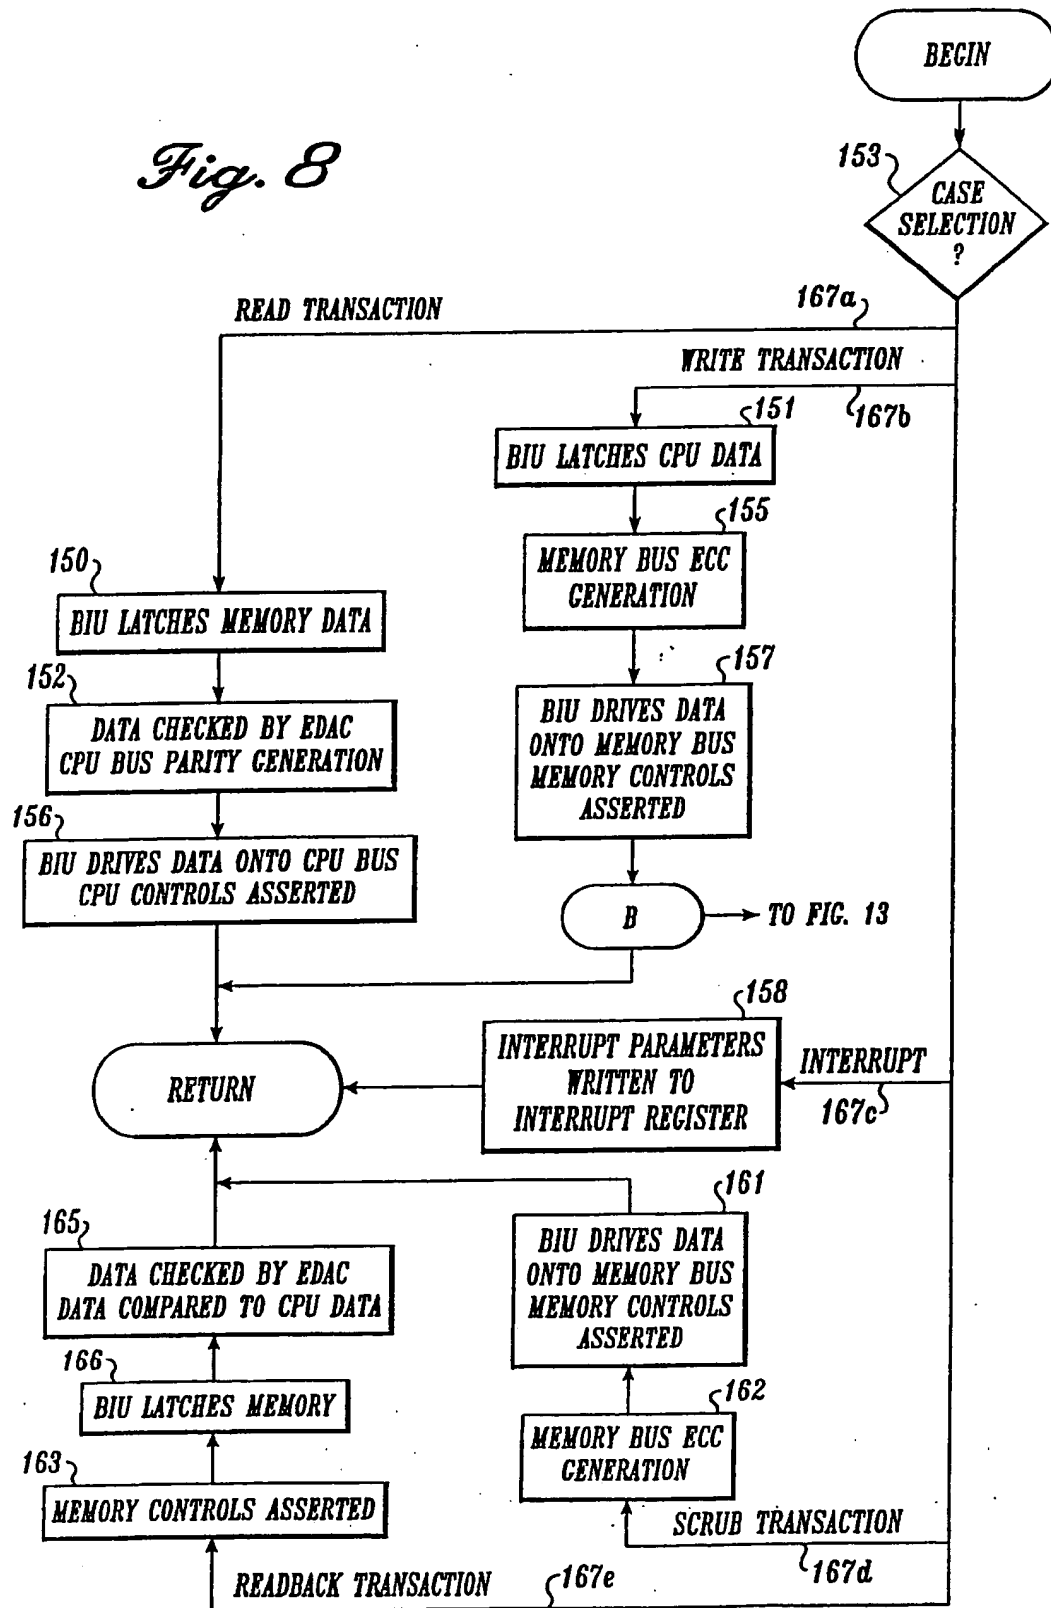 Fig. 8
BEGIN
153
CASE
SELECTION
?
READ TRANSACTION
167a
WRITE TRANSACTION
167b
151
BIU LATCHES CPU DATA
155
MEMORY BUS ECC
GENERATION
150
BIU LATCHES MEMORY DATA
152
DATA CHECKED BY EDAC
CPU BUS PARITY GENERATION
157
BIU DRIVES DATA
ONTO MEMORY BUS
MEMORY CONTROLS
ASSERTED
156
BIU DRIVES DATA ONTO CPU BUS
CPU CONTROLS ASSERTED
B
TO FIG. 13
158
INTERRUPT PARAMETERS
WRITTEN TO
INTERRUPT REGISTER
INTERRUPT
167c
RETURN
161
BIU DRIVES DATA
ONTO MEMORY BUS
MEMORY CONTROLS
ASSERTED
165
DATA CHECKED BY EDAC
DATA COMPARED TO CPU DATA
166
BIU LATCHES MEMORY
162
MEMORY BUS ECC
GENERATION
163
MEMORY CONTROLS ASSERTED
SCRUB TRANSACTION
167d
READBACK TRANSACTION
167e